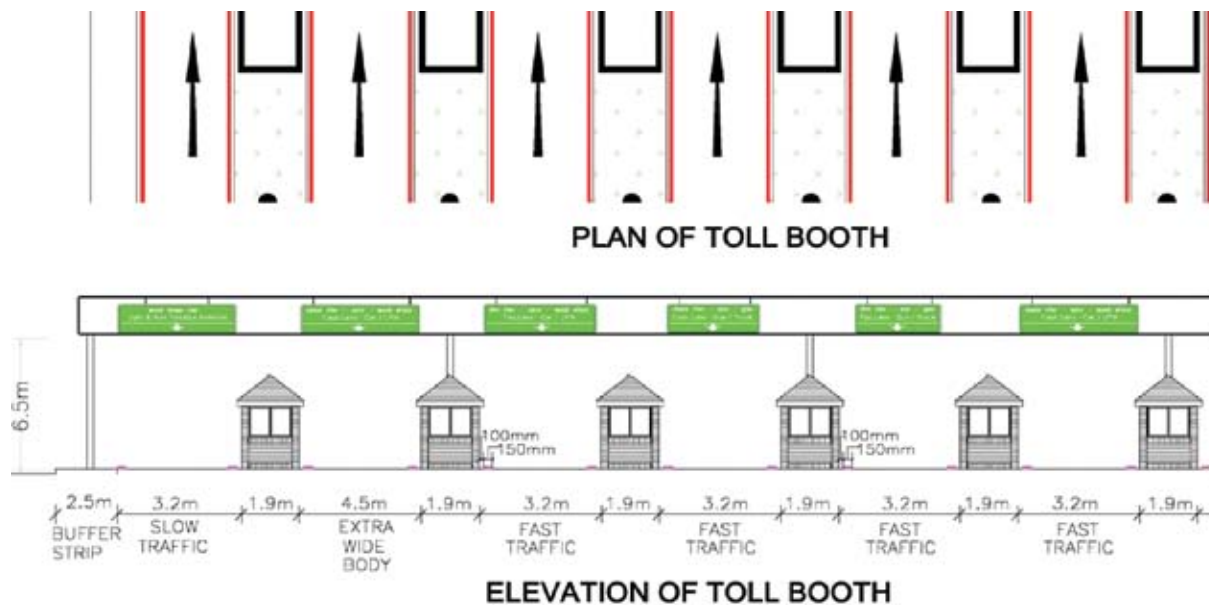 PLAN OF TOLL BOOTH
6.5m
100mm
150mm
100mm
150mm
2.5m 3.2m 1.9m 4.5m 1.9m 3.2m 1.9m 3.2m 1.9m 3.2m 1.9m 3.2m 1.9m
BUFFER STRIP
SLOW TRAFFIC
EXTRA WIDE BODY
FAST TRAFFIC
FAST TRAFFIC
FAST TRAFFIC
FAST TRAFFIC
ELEVATION OF TOLL BOOTH